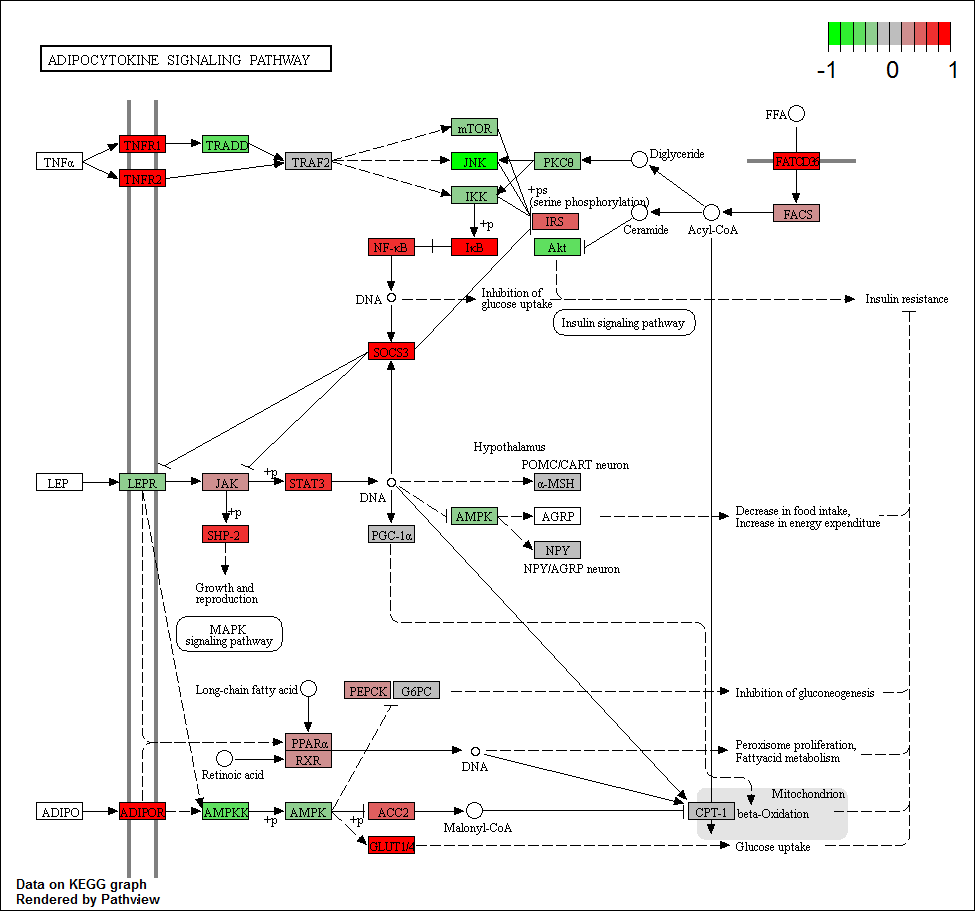 -1 0 1
ADIPOCYTOKINE SIGNALING PATHWAY
FFA
mTOR
TNFR1
TRADD
TNFα
TRAF2
JNK
PKCθ
Diglyceride
FATCD36
TNFR2
IKK
+ps
(serine phosphorylation)
+p
IRS
Ceramide
Acyl-CoA
FACS
NF-κB
IκB
Akt
DNA
Inhibition of
glucose uptake
Insulin resistance
Insulin signaling pathway
SOCS3
Hypothalamus
POMC/CART neuron
LEP
LEPR
JAK
+p
STAT3
DNA
α-MSH
+p
AMPK
AGRP
Decrease in food intake,
Increase in energy expenditure
SHP-2
PGC-1α
NPY
NPY/AGRP neuron
Growth and
reproduction
MAPK
signaling pathway
Long-chain fatty acid
PEPCK
G6PC
Inhibition of gluconeogenesis
PPARα
RXR
Retinoic acid
DNA
Peroxisome proliferation,
Fattyacid metabolism
Mitochondrion
ADIPO
ADIPOR
AMPKK
+p
AMPK
+p
ACC2
Malonyl-CoA
CPT-1
beta-Oxidation
GLUT1/4
Glucose uptake
Data on KEGG graph
Rendered by Pathview